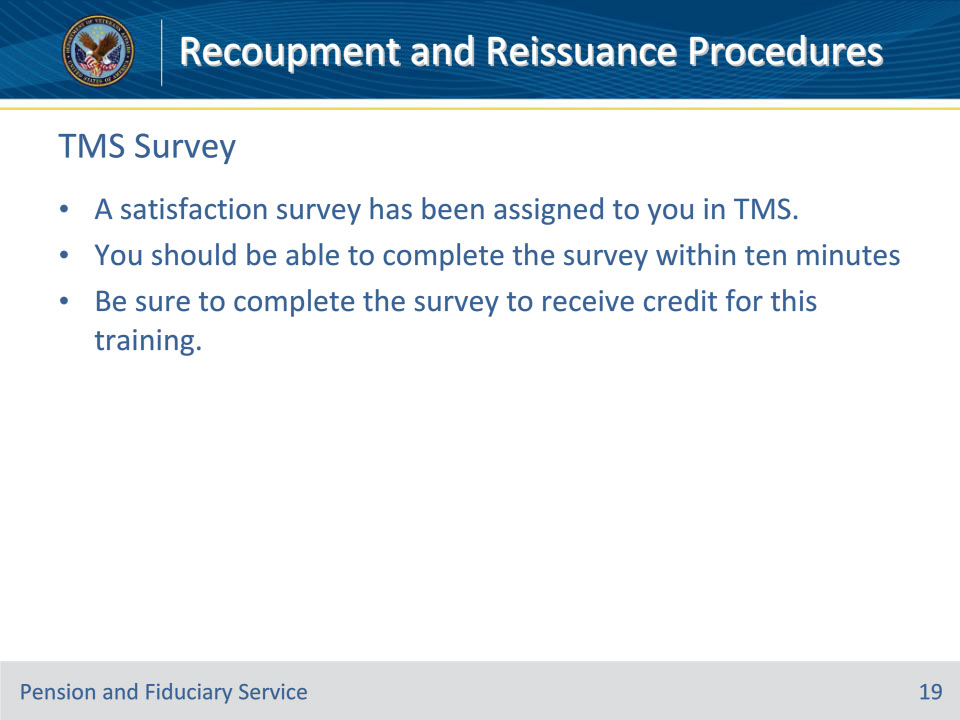 Recoupment and Reissuance Procedures
TMS Survey
• A satisfaction survey has been assigned to you in TMS.
• You should be able to complete the survey within ten minutes
• Be sure to complete the survey to receive credit for this
training.
Pension and Fiduciary Service
19